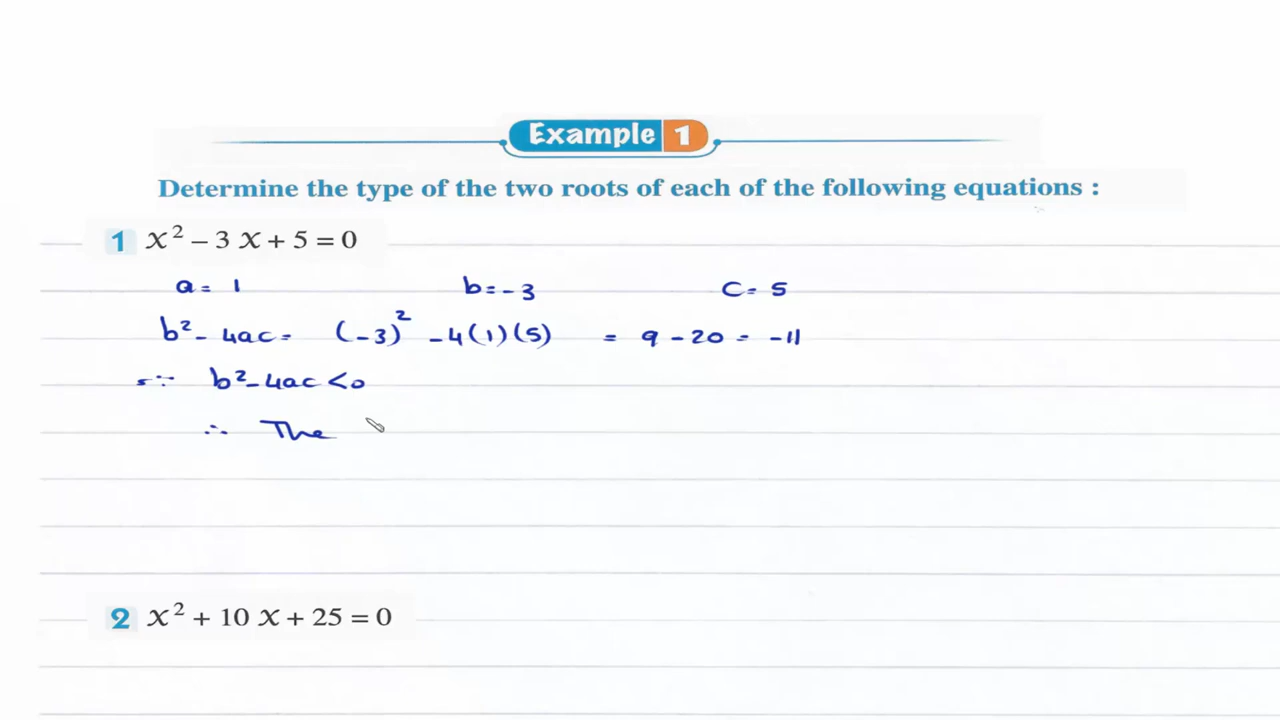 Example 1
Determine the type of the two roots of each of the following equations :
1 x² – 3 x + 5 = 0
a = 1 b = -3 C = 5
b² - 4ac = (-3)² - 4(1)(5) = 9 - 20 = -11
∵ b² - 4ac < 0
∴ The
2 x² + 10 x + 25 = 0